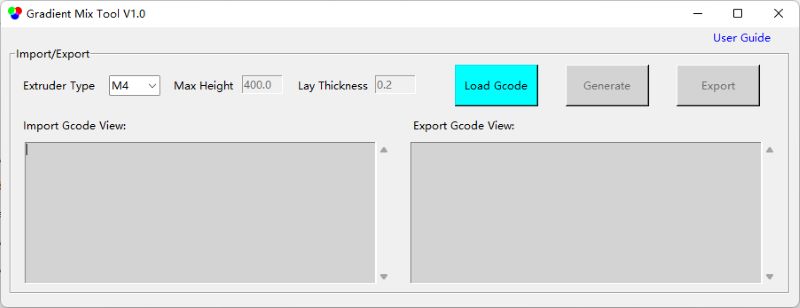 Gradient Mix Tool V1.0
User Guide
Import/Export
Extruder Type M4 Max Height 400.0 Lay Thickness 0.2 Load Gcode Generate Export
Import Gcode View: Export Gcode View: